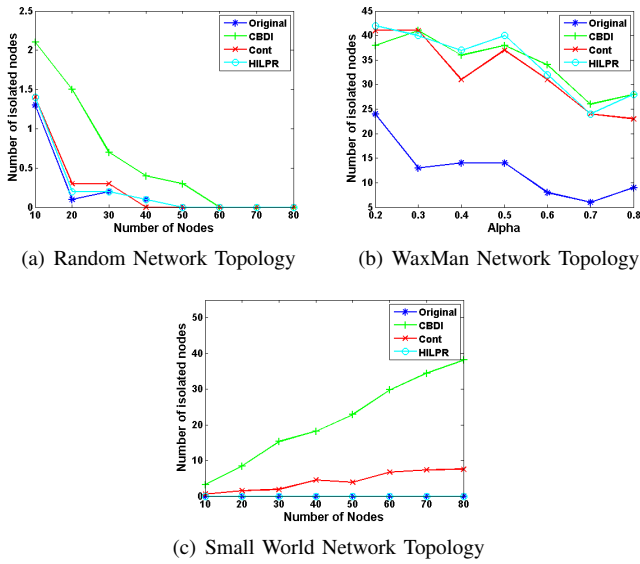 2.5
2
1.5
1
0.5
0
10 20 30 40 50 60 70 80
Number of isolated nodes
Number of Nodes
Original
CBDI
Cont
HILPR
(a) Random Network Topology
45
40
35
30
25
20
15
10
5
0.2 0.3 0.4 0.5 0.6 0.7 0.8
Number of isolated nodes
Alpha
Original
CBDI
Cont
HILPR
(b) WaxMan Network Topology
50
40
30
20
10
0
10 20 30 40 50 60 70 80
Number of isolated nodes
Number of Nodes
Original
CBDI
Cont
HILPR
(c) Small World Network Topology